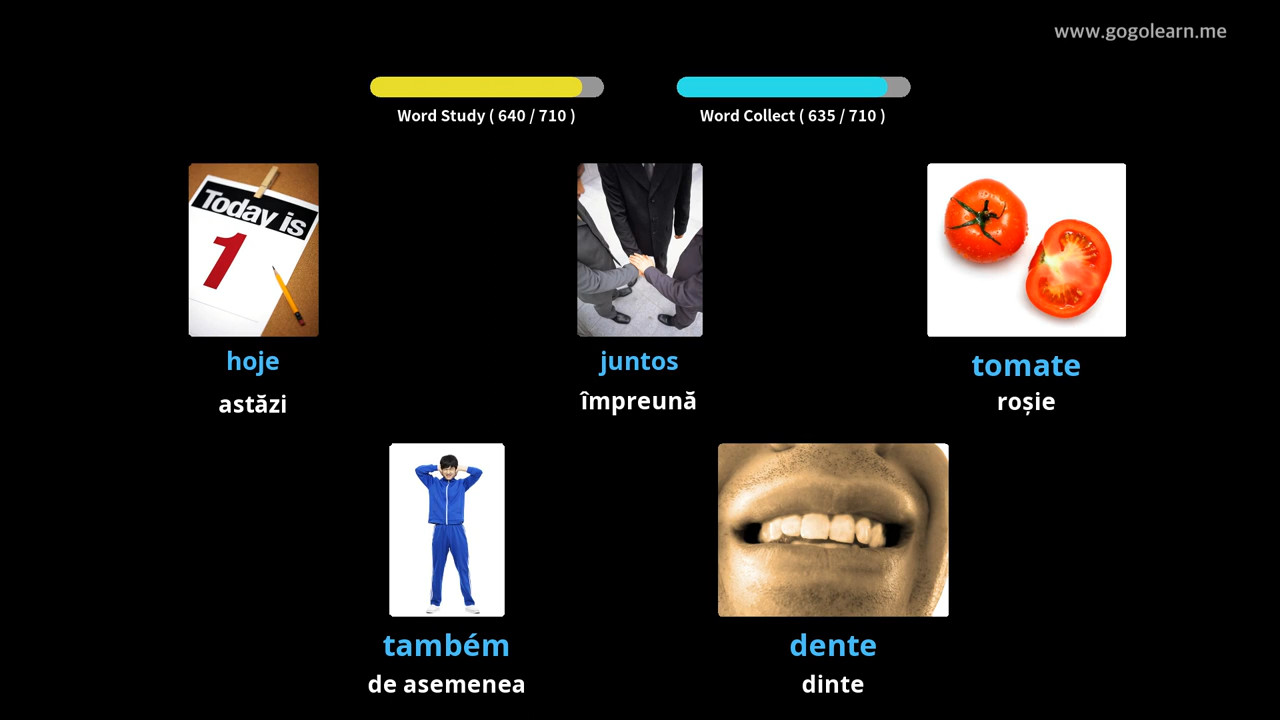 www.gogolearn.me
Word Study ( 640 / 710 )
Word Collect ( 635 / 710 )
Today is
1
hoje
astăzi
juntos
împreună
tomate
roșie
também
de asemenea
dente
dinte